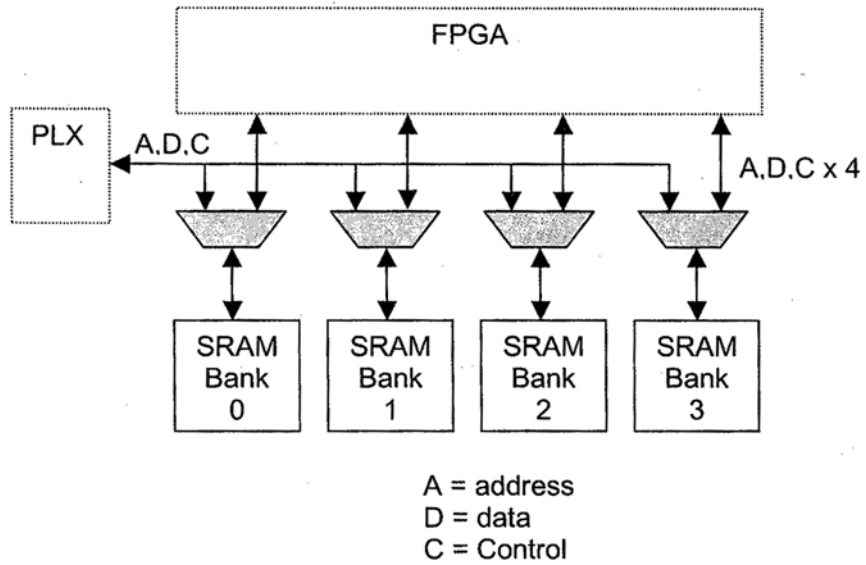 FPGA
PLX
A,D,C
A,D,C x 4
SRAM
Bank
0
SRAM
Bank
1
SRAM
Bank
2
SRAM
Bank
3
A = address
D = data
C = Control